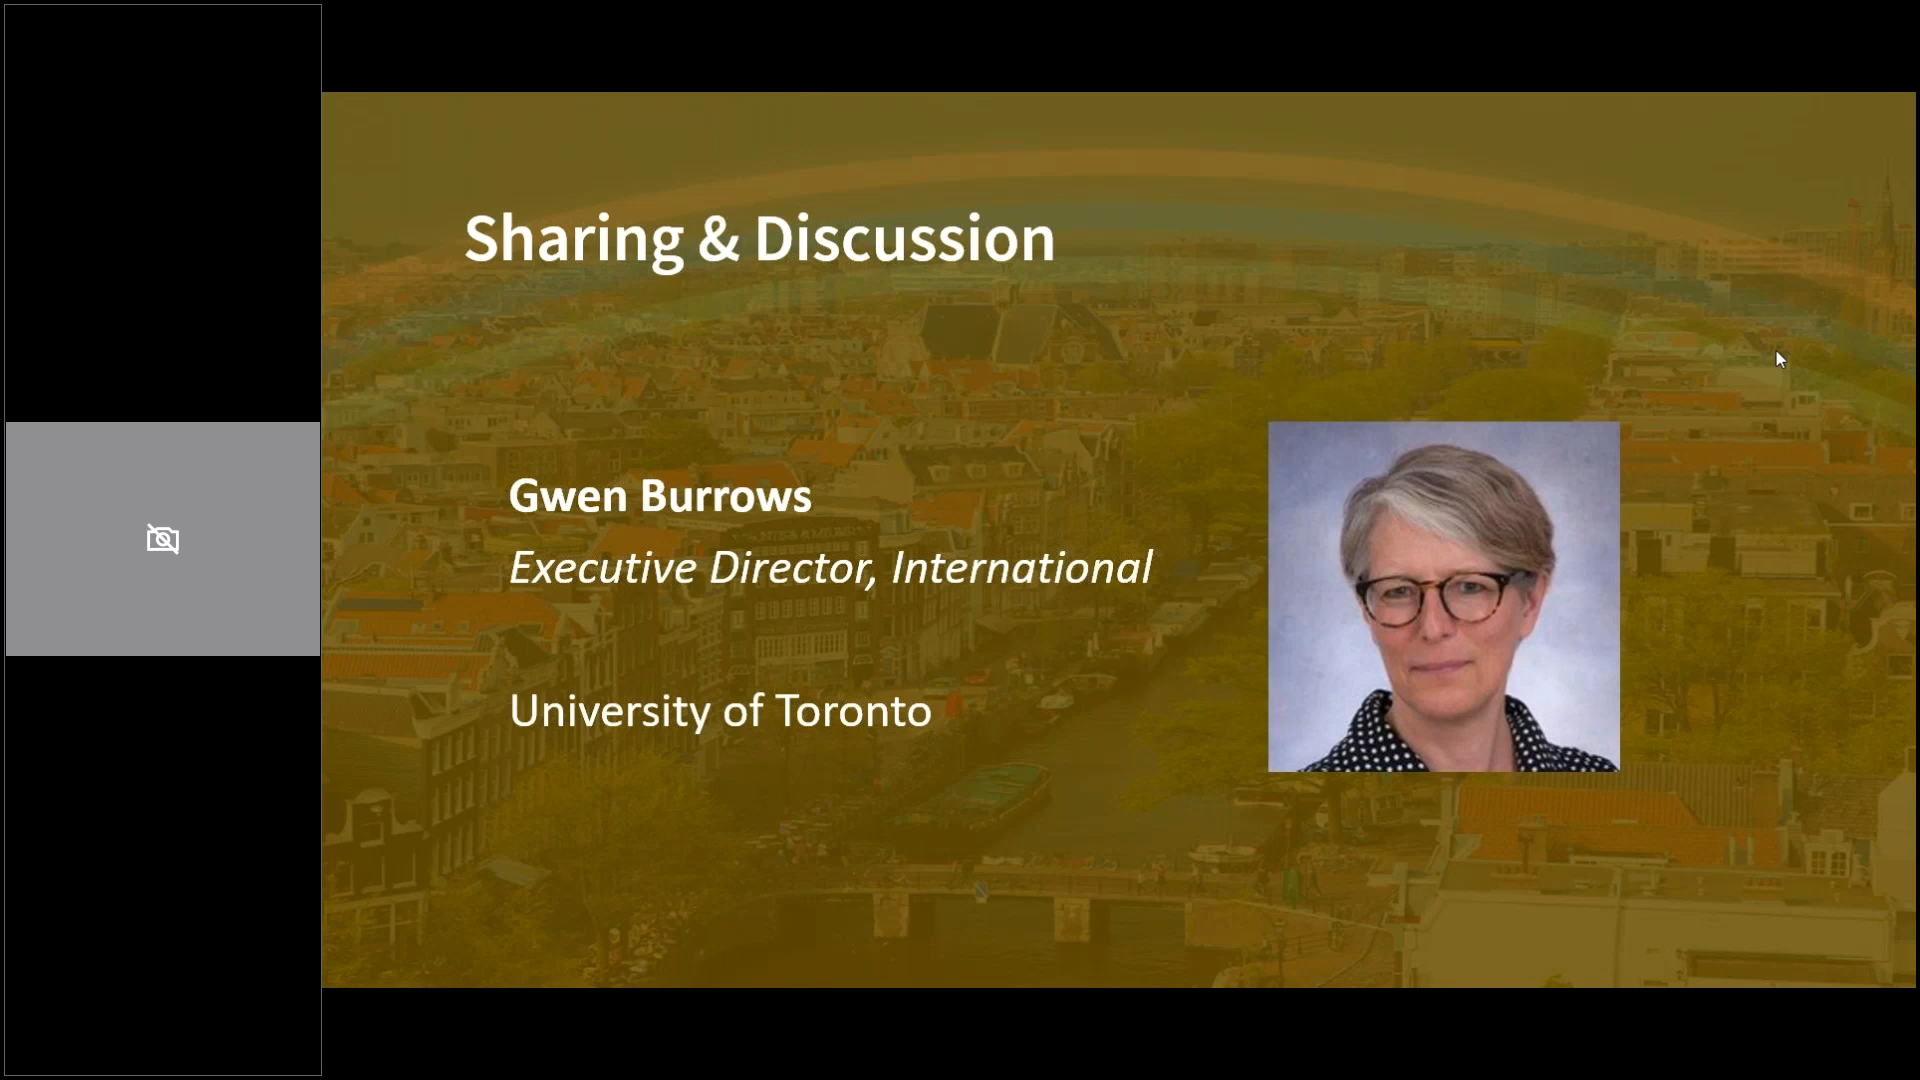 Sharing & Discussion
Gwen Burrows
Executive Director, International
University of Toronto